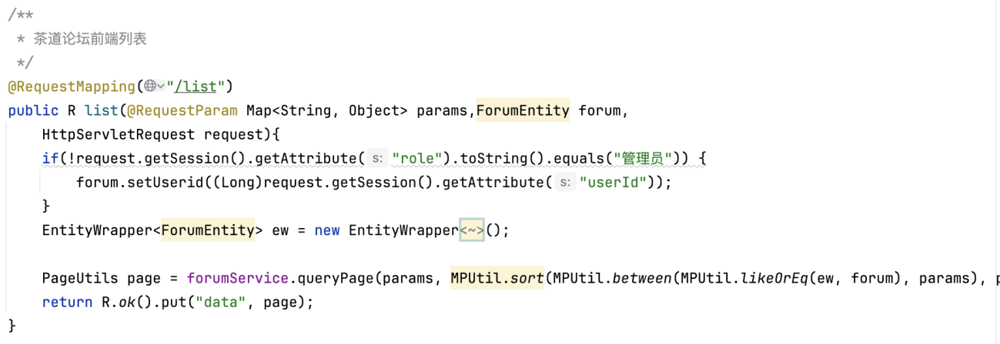 /**
 * 茶道论坛前端列表
 */
@RequestMapping("/list")
public R list(@RequestParam Map<String, Object> params,ForumEntity forum,
    HttpServletRequest request){
    if(!request.getSession().getAttribute( s: "role").toString().equals("管理员")) {
        forum.setUserid((Long)request.getSession().getAttribute( s: "userId"));
    }
    EntityWrapper<ForumEntity> ew = new EntityWrapper<~>();
    PageUtils page = forumService.queryPage(params, MPUtil.sort(MPUtil.between(MPUtil.likeOrEq(ew, forum), params),
    return R.ok().put("data", page);
}